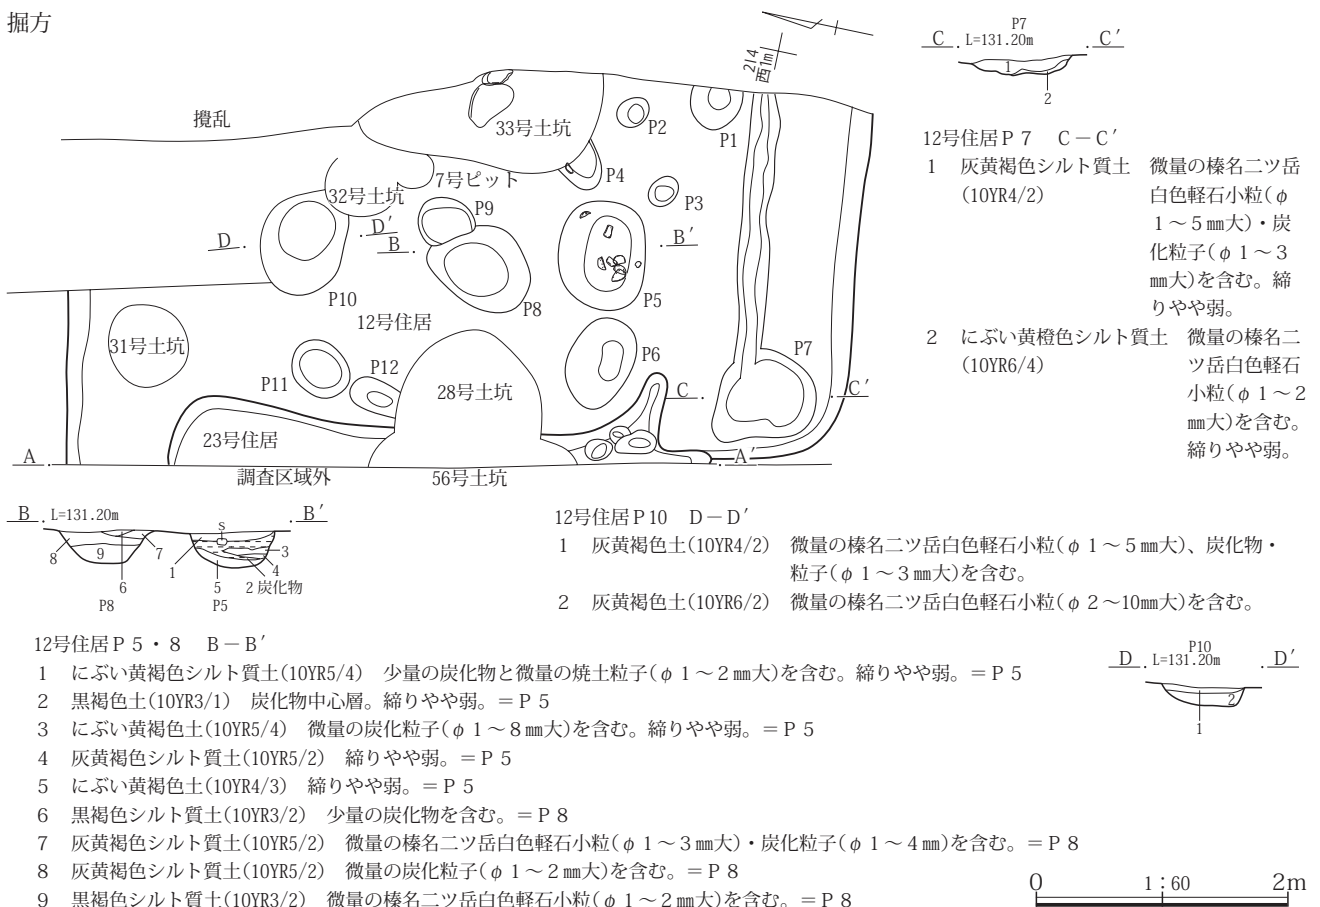 掘方
214
西1m
攪乱
33号土坑
P2
P1
7号ピット
P4
32号土坑
P9
P3
D
D′
B
B′
P10
P8
P5
12号住居
31号土坑
P12
P6
P7
P11
28号土坑
C
C′
23号住居
A
A′
調査区域外
56号土坑
P7
C L=131.20m C′
1
2
12号住居P7 C－C′
1 灰黄褐色シルト質土 微量の榛名二ツ岳
(10YR4/2) 白色軽石小粒(φ
1～5㎜大)・炭
化粒子(φ1～3
㎜大)を含む。締
りやや弱。
2 にぶい黄橙色シルト質土 微量の榛名二
(10YR6/4) ツ岳白色軽石
小粒(φ1～2
㎜大)を含む。
締りやや弱。
B L=131.20m B′
S
8 9 7 3
1 4
6 5 2 炭化物
P8 P5
12号住居P10 D－D′
1 灰黄褐色土(10YR4/2) 微量の榛名二ツ岳白色軽石小粒(φ1～5㎜大)、炭化物・
粒子(φ1～3㎜大)を含む。
2 灰黄褐色土(10YR6/2) 微量の榛名二ツ岳白色軽石小粒(φ2～10㎜大)を含む。
P10
D L=131.20m D′
2
1
12号住居P5・8 B－B′
1 にぶい黄褐色シルト質土(10YR5/4) 少量の炭化物と微量の焼土粒子(φ1～2㎜大)を含む。締りやや弱。＝P5
2 黒褐色土(10YR3/1) 炭化物中心層。締りやや弱。＝P5
3 にぶい黄褐色土(10YR5/4) 微量の炭化粒子(φ1～8㎜大)を含む。締りやや弱。＝P5
4 灰黄褐色シルト質土(10YR5/2) 締りやや弱。＝P5
5 にぶい黄褐色土(10YR4/3) 締りやや弱。＝P5
6 黒褐色シルト質土(10YR3/2) 少量の炭化物を含む。＝P8
7 灰黄褐色シルト質土(10YR5/2) 微量の榛名二ツ岳白色軽石小粒(φ1～3㎜大)・炭化粒子(φ1～4㎜)を含む。＝P8
8 灰黄褐色シルト質土(10YR5/2) 微量の炭化粒子(φ1～2㎜大)を含む。＝P8
9 黒褐色シルト質土(10YR3/2) 微量の榛名二ツ岳白色軽石小粒(φ1～2㎜大)を含む。＝P8
0 1：60 2m